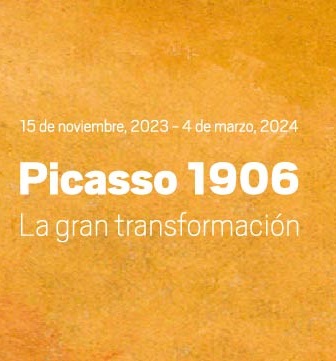 15 de noviembre, 2023 – 4 de marzo, 2024
Picasso 1906
La gran transformación